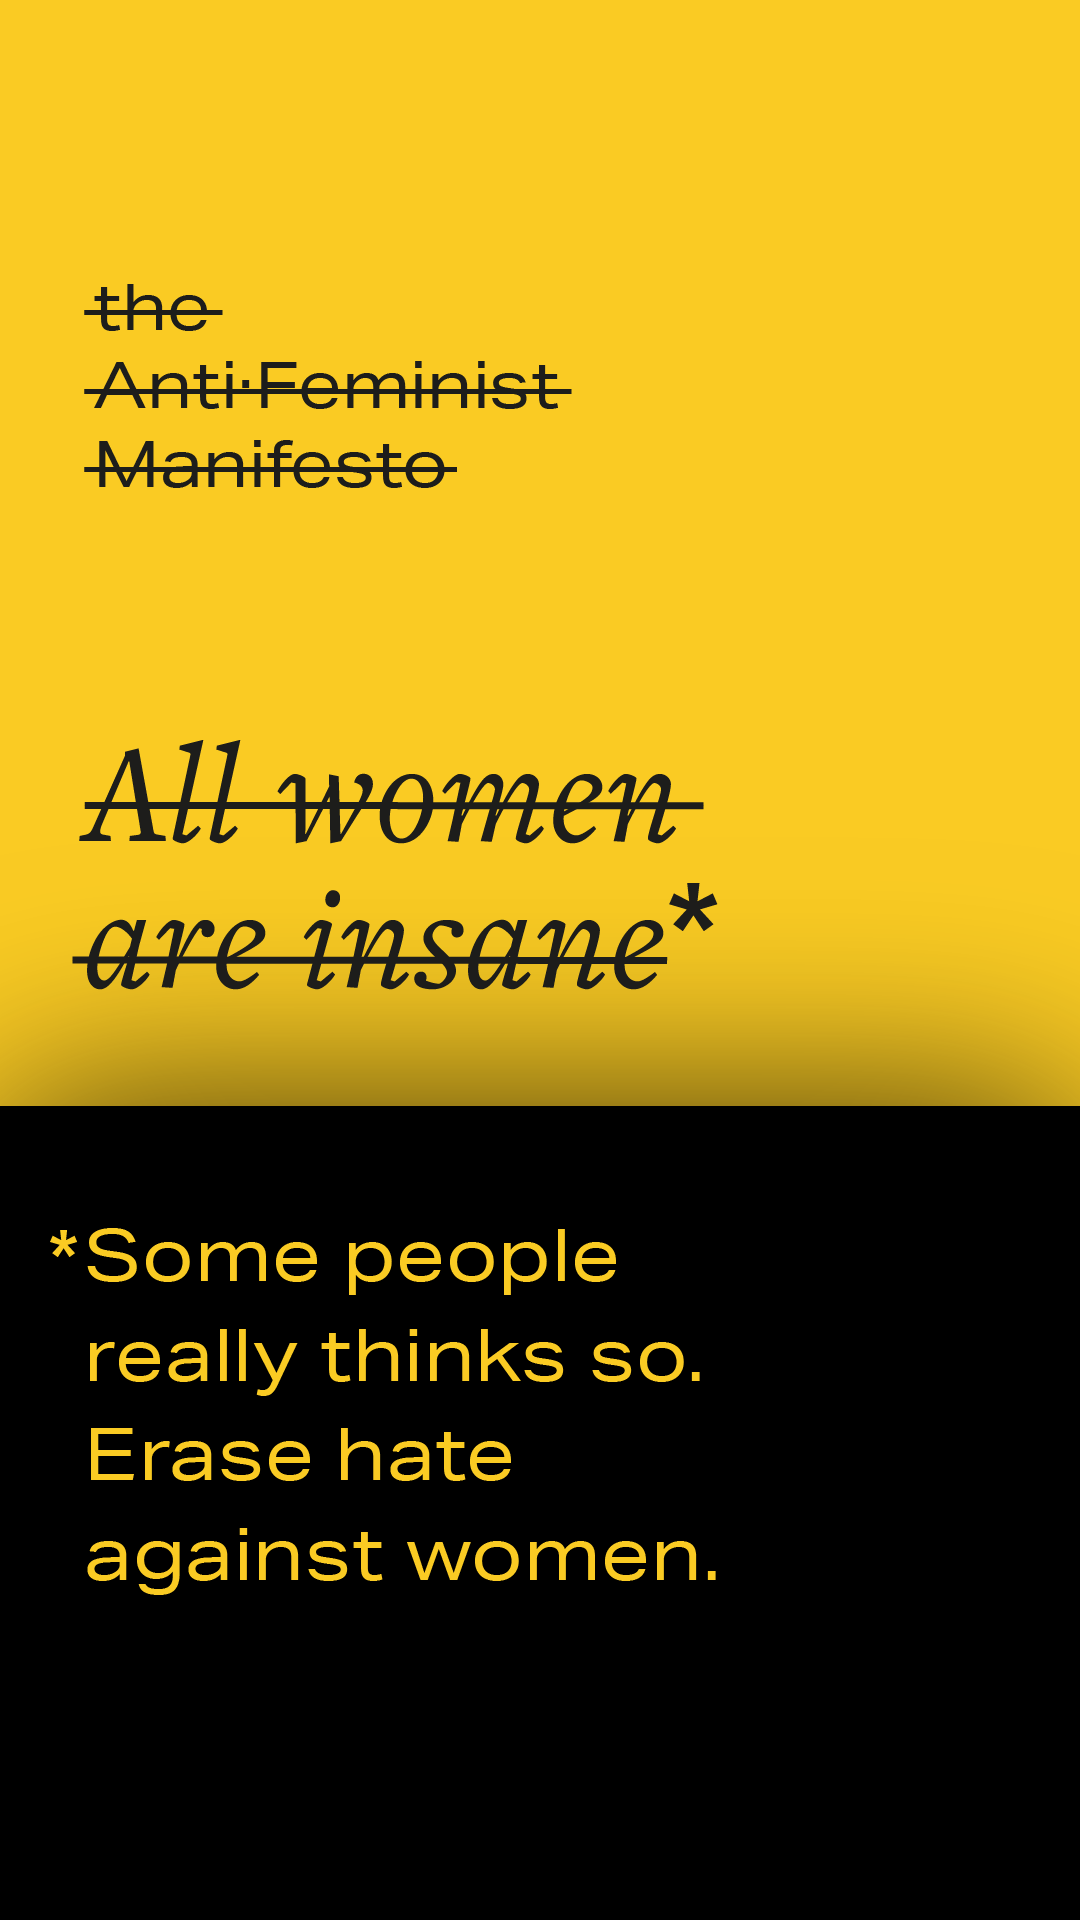 the
Anti·Feminist
Manifesto
All women
are insane*
*Some people
really thinks so.
Erase hate
against women.